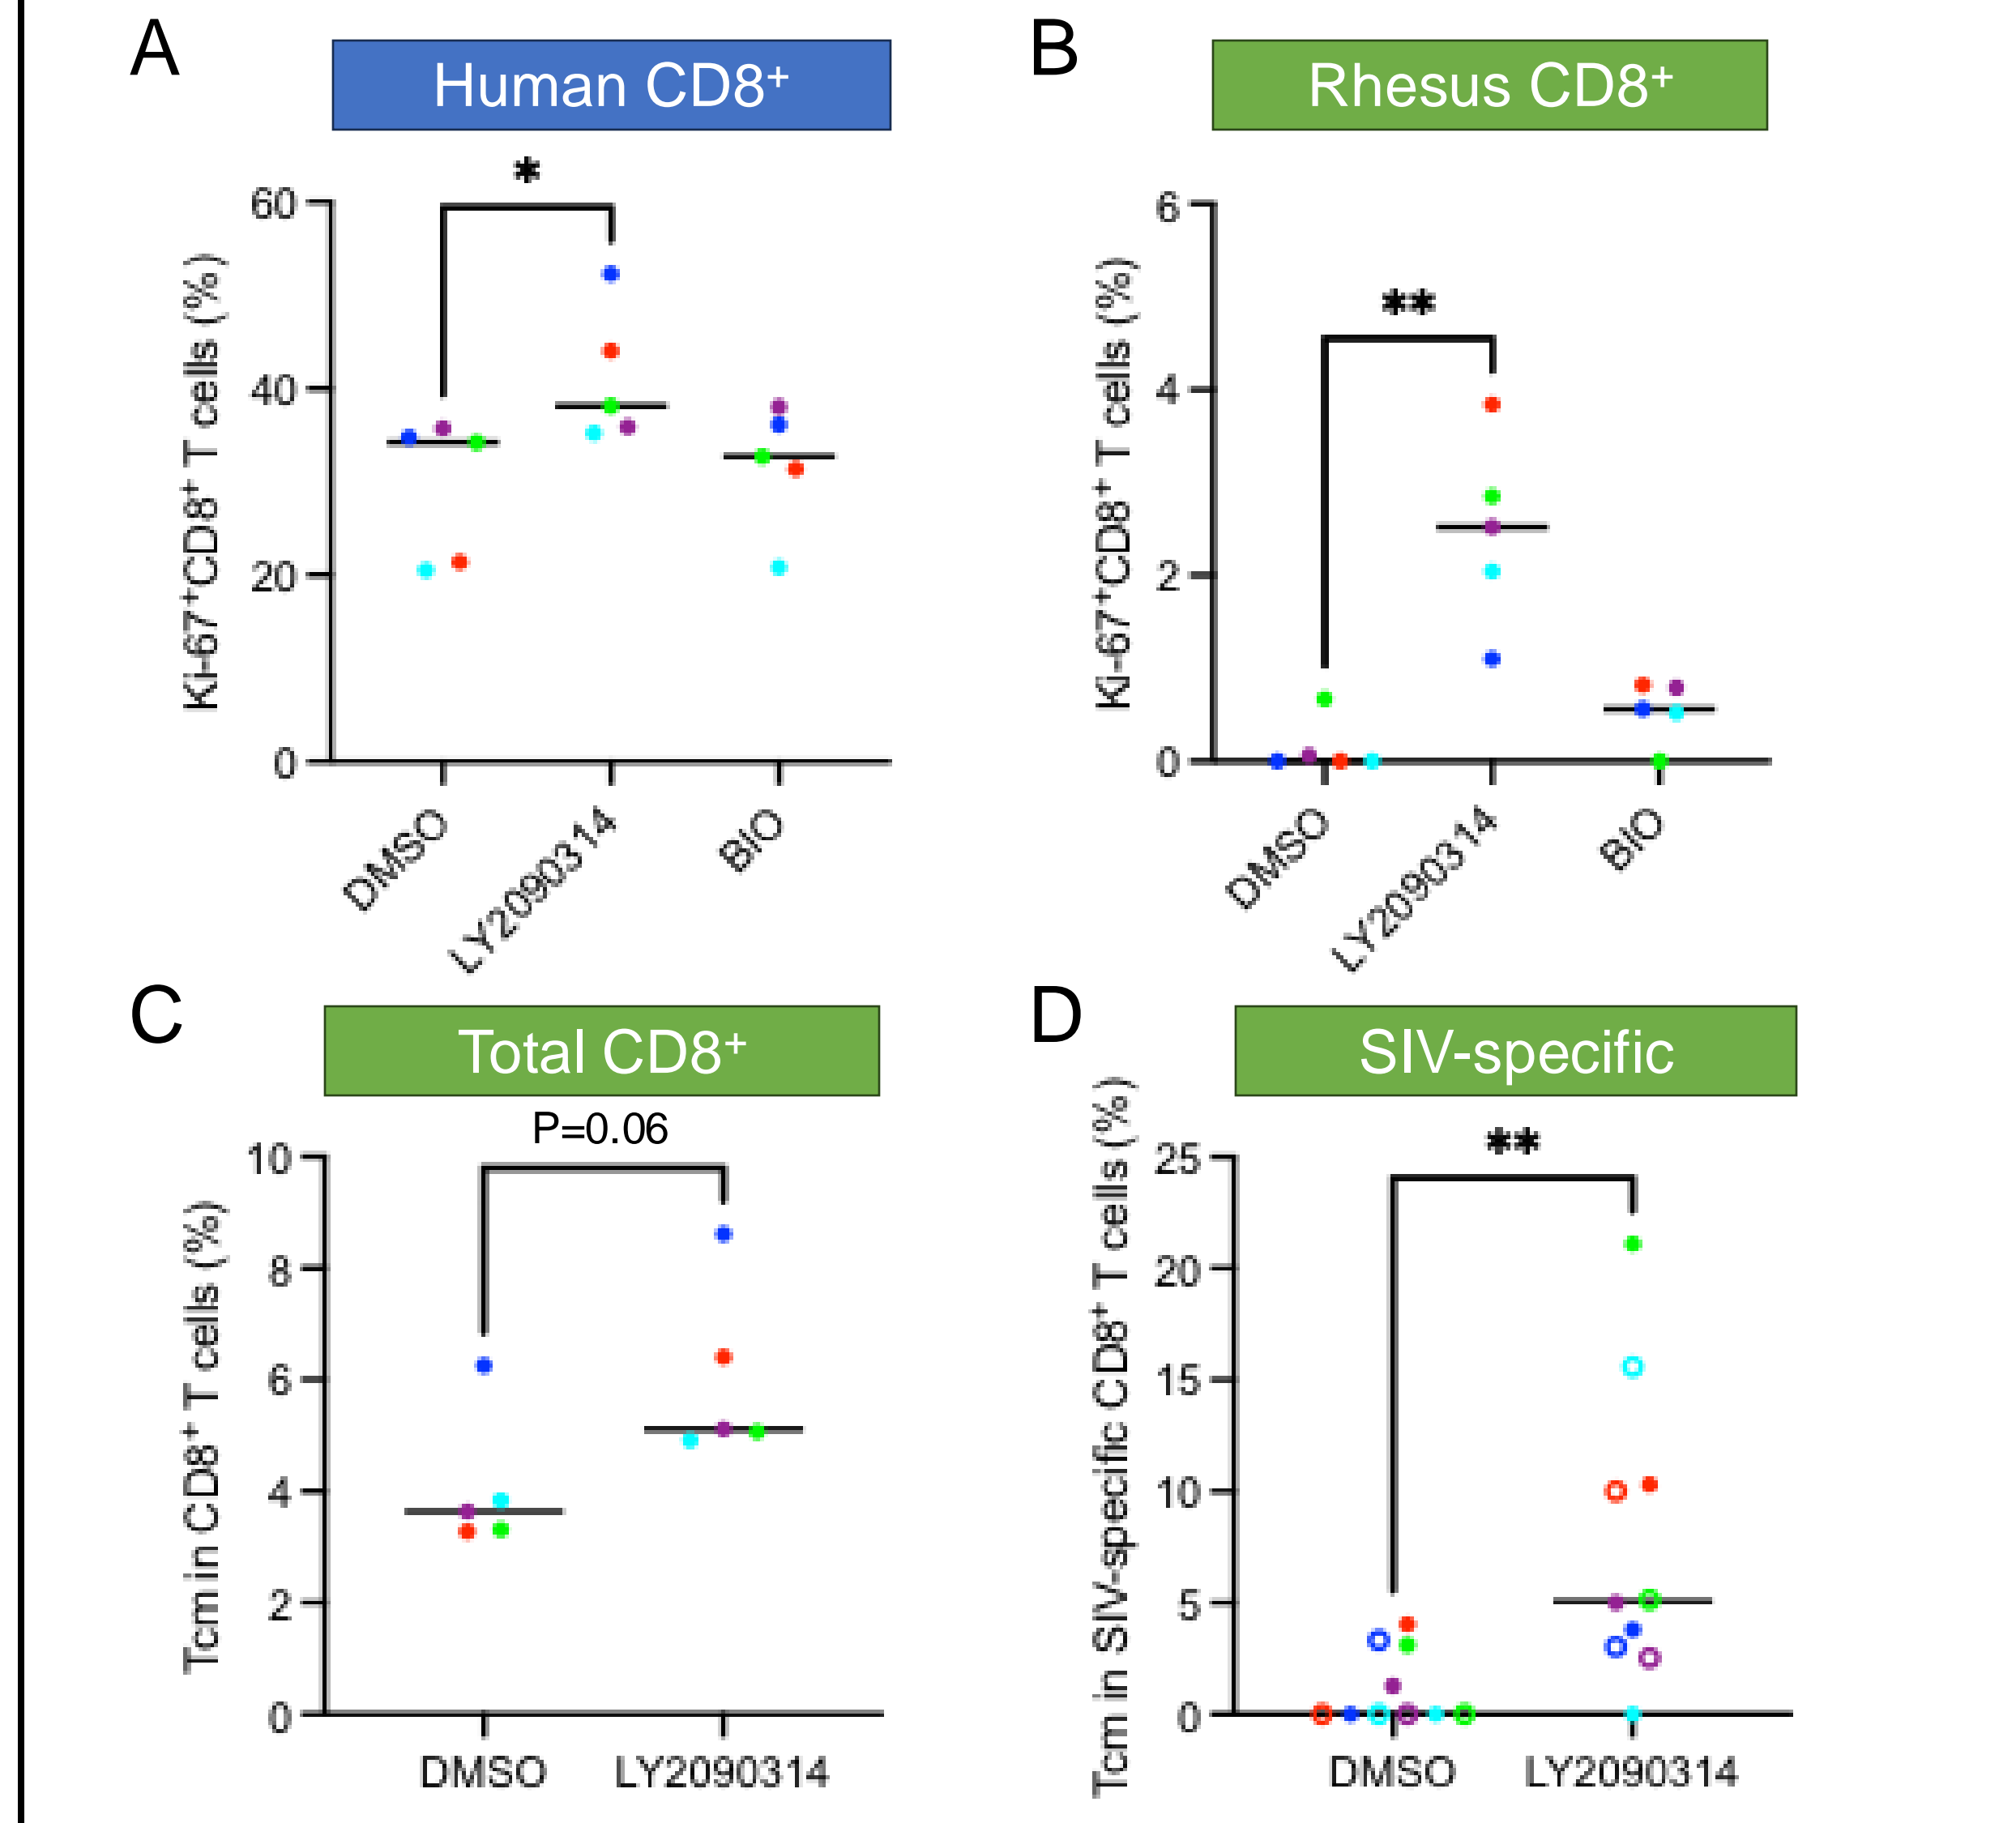 A
Human CD8+
*
60
40
20
0
Ki-67+CD8+ T cells (%)
DMSO
LY2090314
BIO
B
Rhesus CD8+
**
6
4
2
0
Ki-67+CD8+ T cells (%)
DMSO
LY2090314
BIO
C
Total CD8+
P=0.06
10
8
6
4
2
0
Tcm in CD8+ T cells (%)
DMSO
LY2090314
D
SIV-specific
**
25
20
15
10
5
0
Tcm in SIV-specific CD8+ T cells (%)
DMSO
LY2090314